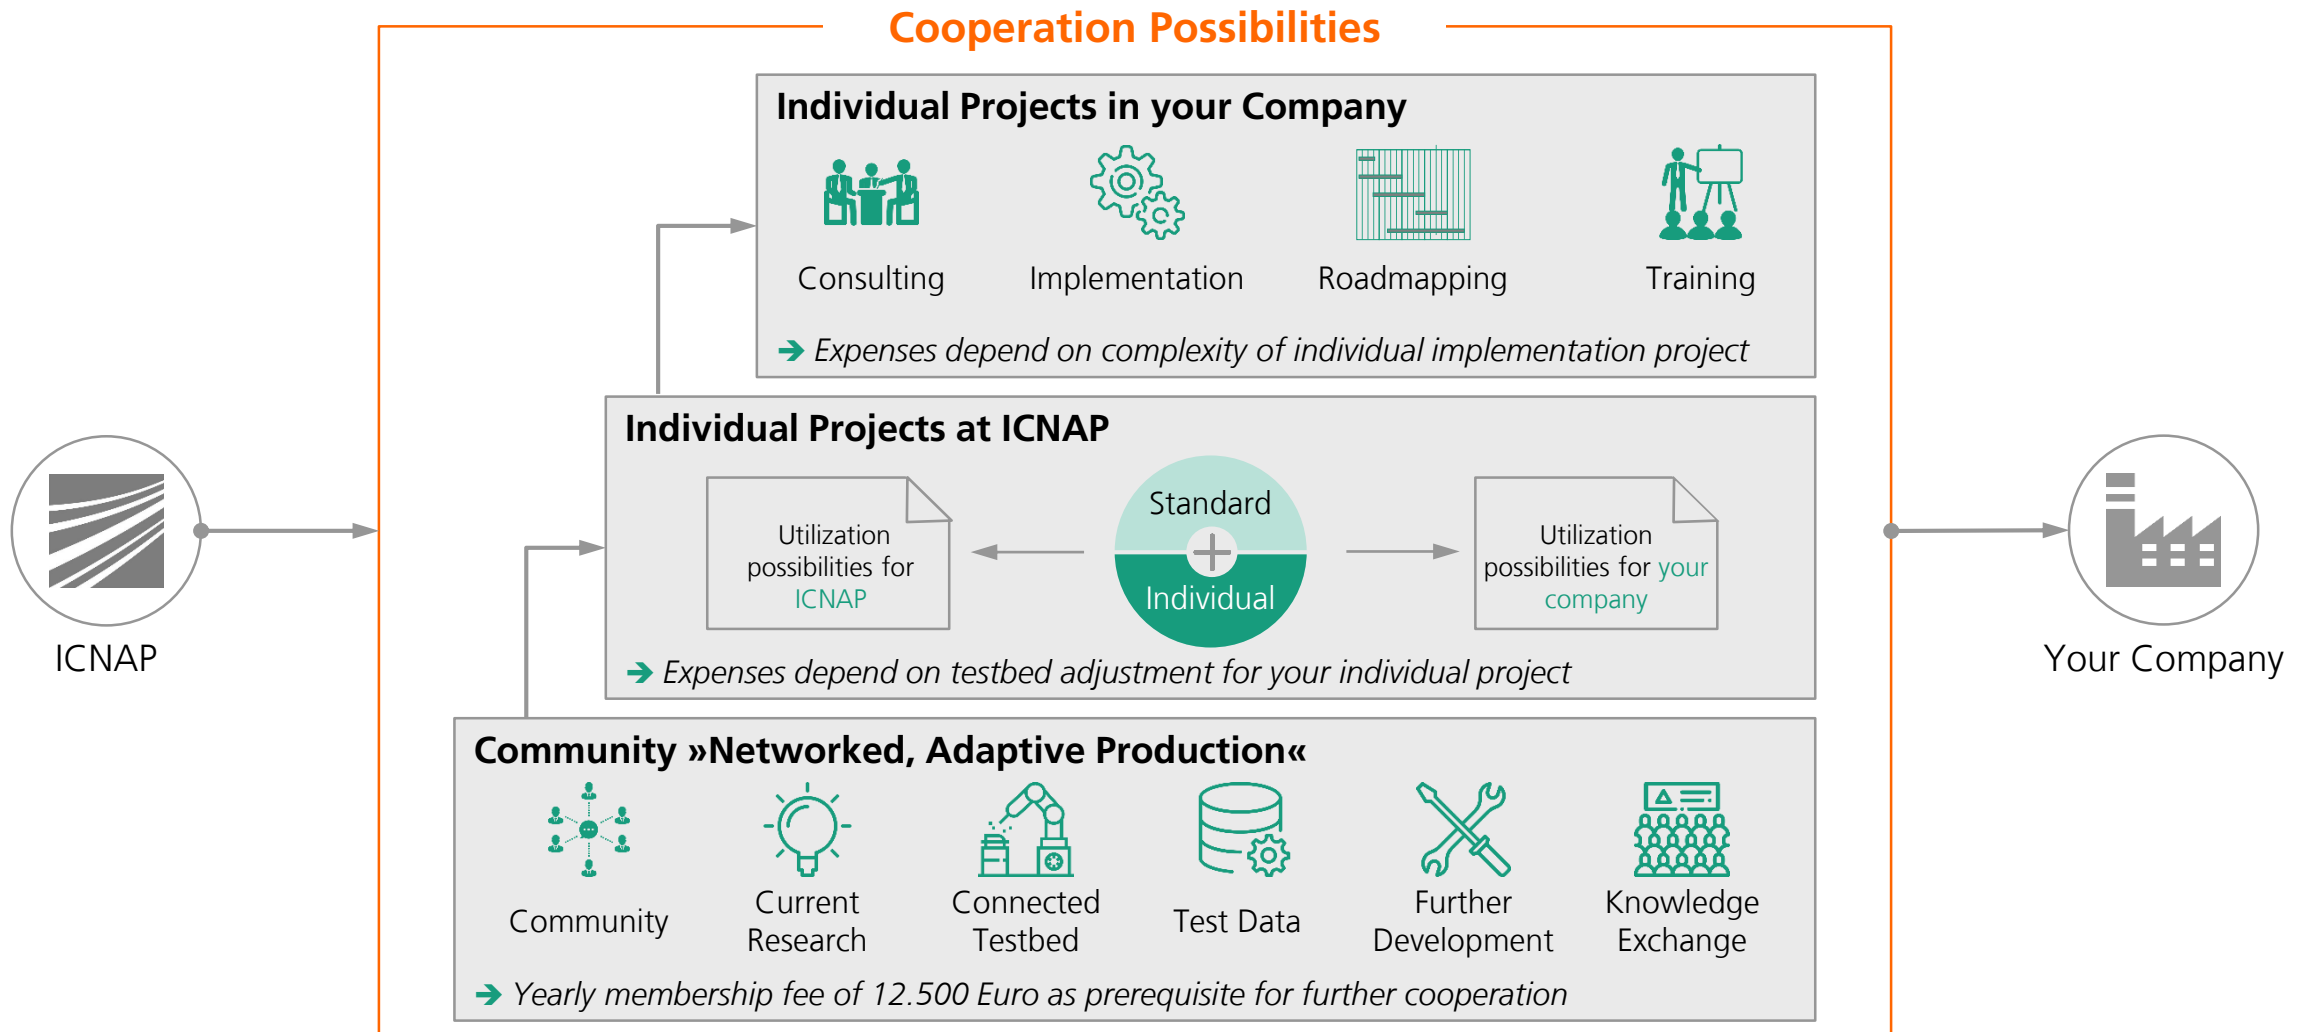 Cooperation Possibilities
Individual Projects in your Company
Consulting
Implementation
Roadmapping
Training
➔ Expenses depend on complexity of individual implementation project
Individual Projects at ICNAP
Utilization
possibilities for
ICNAP
Standard
+
Individual
Utilization
possibilities for your
company
➔ Expenses depend on testbed adjustment for your individual project
ICNAP
Your Company
Community »Networked, Adaptive Production«
Community
Current
Research
Connected
Testbed
Test Data
Further
Development
Knowledge
Exchange
➔ Yearly membership fee of 12.500 Euro as prerequisite for further cooperation